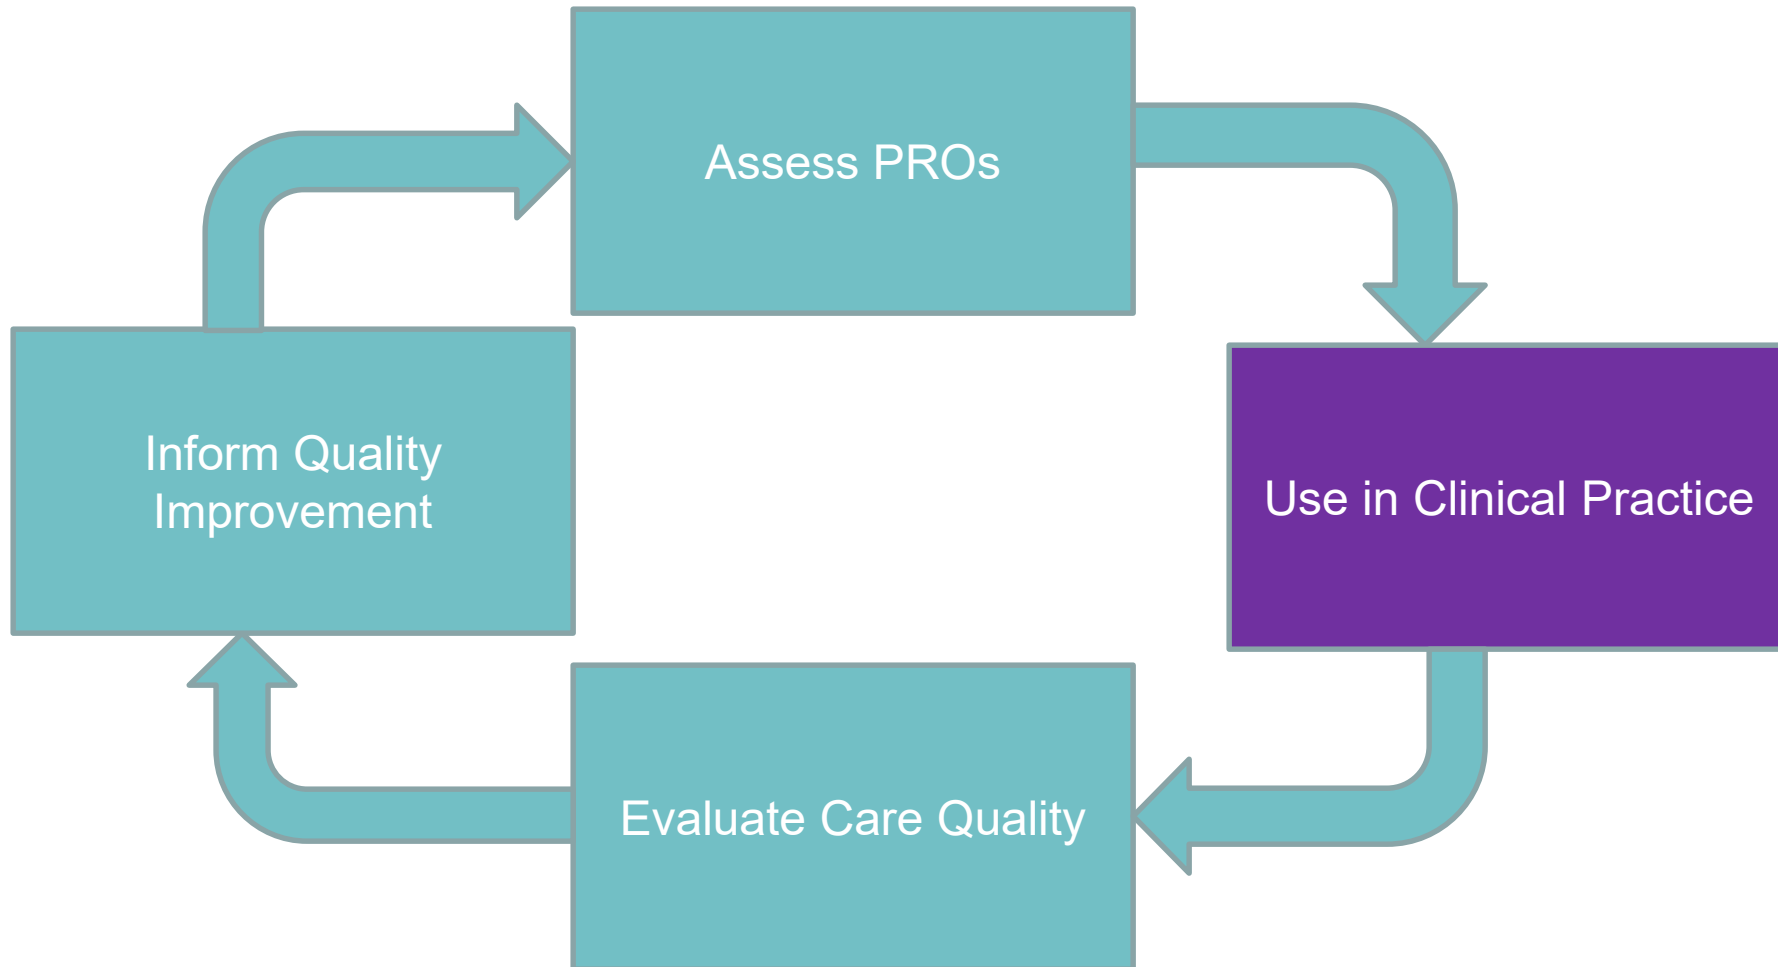 Assess PROs
Use in Clinical Practice
Evaluate Care Quality
Inform Quality
Improvement